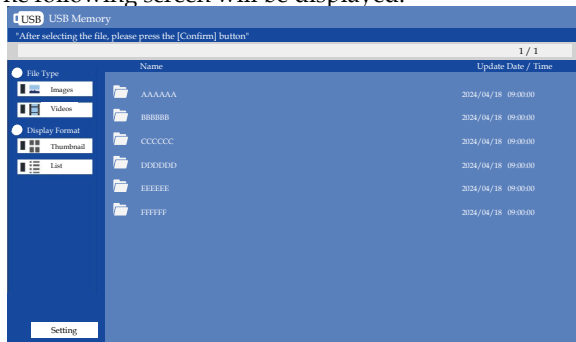 USB USB Memory
"After selecting the file, please press the [Confirm] button"
1 / 1
Name Update Date / Time
File Type
Images
Videos
Display Format
Thumbnail
List
AAAAAA 2024/04/18 09:00:00
BBBBBB 2024/04/18 09:00:00
CCCCCC 2024/04/18 09:00:00
DDDDDD 2024/04/18 09:00:00
EEEEEE 2024/04/18 09:00:00
FFFFFF 2024/04/18 09:00:00
Setting